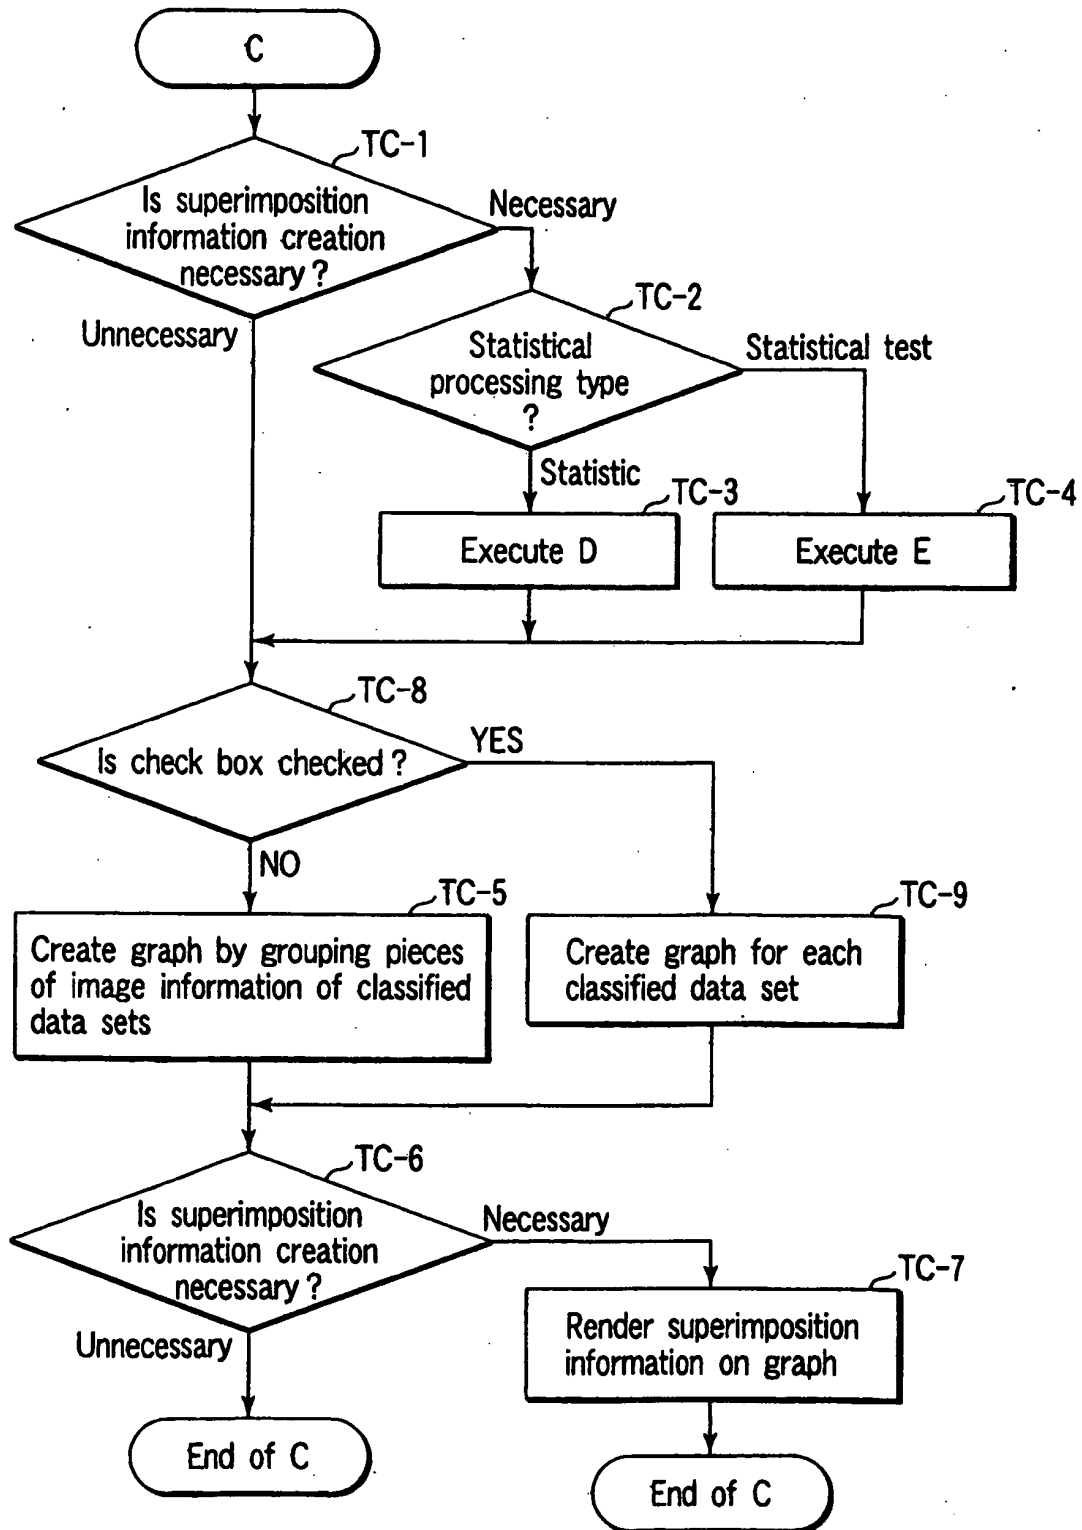 C
TC-1
Is superimposition
information creation
necessary?
Necessary
Unnecessary
TC-2
Statistical
processing type
?
Statistical test
Statistic
TC-3
Execute D
TC-4
Execute E
TC-8
Is check box checked?
YES
NO
TC-5
Create graph by grouping pieces
of image information of classified
data sets
TC-9
Create graph for each
classified data set
TC-6
Is superimposition
information creation
necessary?
Necessary
Unnecessary
TC-7
Render superimposition
information on graph
End of C
End of C